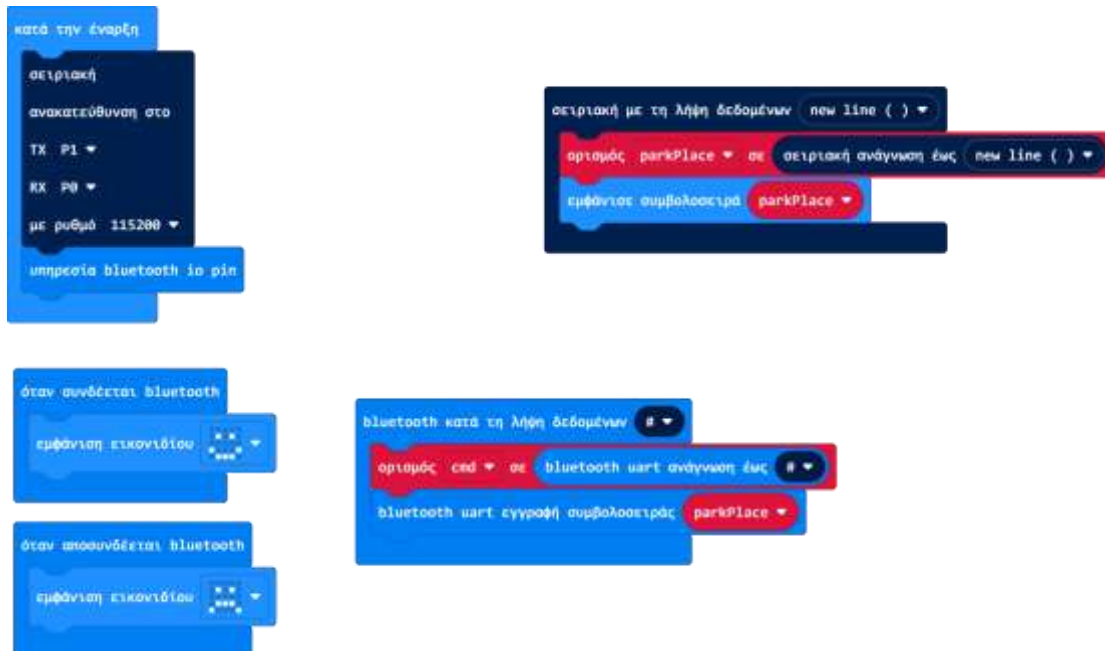 κατά την έναρξη
σειριακή
ανακατεύθυνση στο
TX P1
RX P0
με ρυθμό 115200
υπηρεσία bluetooth io pin
σειριακή με τη λήψη δεδομένων new line ( )
ορισμός parkPlace σε σειριακή ανάγνωση έως new line ( )
εμφάνισε συμβολοσειρά parkPlace
όταν συνδέεται bluetooth
εμφάνιση εικονιδίου
όταν αποσυνδέεται bluetooth
εμφάνιση εικονιδίου
bluetooth κατά τη λήψη δεδομένων #
ορισμός cmd σε bluetooth uart ανάγνωση έως #
bluetooth uart εγγραφή συμβολοσειράς parkPlace